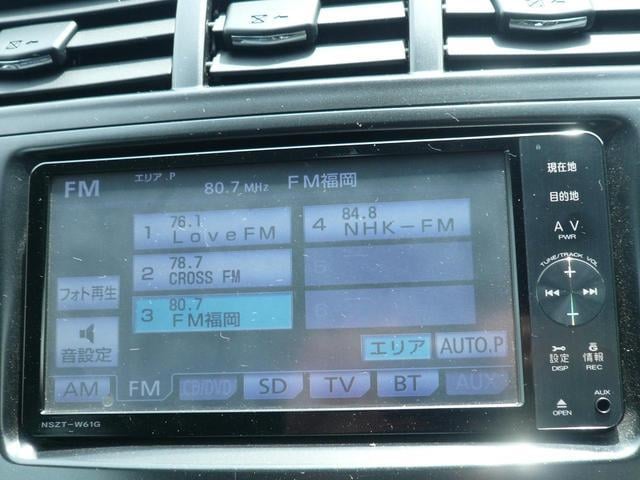 FM
エリア.P
80.7 MHz FM福岡
1 76.1
LoveFM
4 84.8
NHK-FM
2 78.7
CROSS FM
3 80.7
FM福岡
フォト再生
音設定
エリア
AUTO.P
AM
FM
CD/DVD
SD
TV
BT
AUX
NSZT-W61G
現在地
目的地
AV
PWR
TUNE/TRACK VOL
設定
DISP
情報
REC
OPEN
AUX